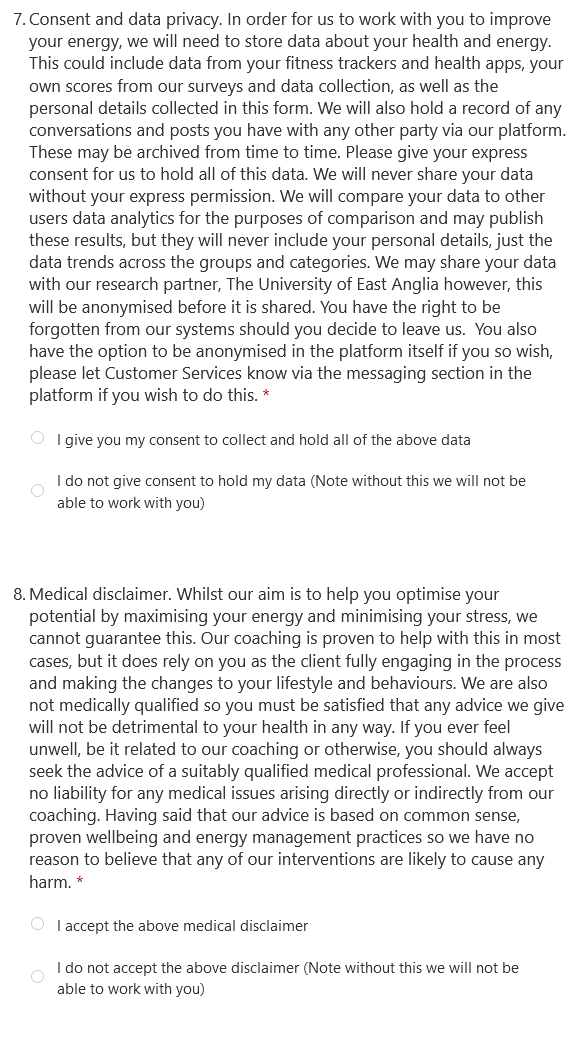 7. Consent and data privacy. In order for us to work with you to improve
your energy, we will need to store data about your health and energy.
This could include data from your fitness trackers and health apps, your
own scores from our surveys and data collection, as well as the
personal details collected in this form. We will also hold a record of any
conversations and posts you have with any other party via our platform.
These may be archived from time to time. Please give your express
consent for us to hold all of this data. We will never share your data
without your express permission. We will compare your data to other
users data analytics for the purposes of comparison and may publish
these results, but they will never include your personal details, just the
data trends across the groups and categories. We may share your data
with our research partner, The University of East Anglia however, this
will be anonymised before it is shared. You have the right to be
forgotten from our systems should you decide to leave us.  You also
have the option to be anonymised in the platform itself if you so wish,
please let Customer Services know via the messaging section in the
platform if you wish to do this. *
I give you my consent to collect and hold all of the above data
I do not give consent to hold my data (Note without this we will not be
able to work with you)
8. Medical disclaimer. Whilst our aim is to help you optimise your
potential by maximising your energy and minimising your stress, we
cannot guarantee this. Our coaching is proven to help with this in most
cases, but it does rely on you as the client fully engaging in the process
and making the changes to your lifestyle and behaviours. We are also
not medically qualified so you must be satisfied that any advice we give
will not be detrimental to your health in any way. If you ever feel
unwell, be it related to our coaching or otherwise, you should always
seek the advice of a suitably qualified medical professional. We accept
no liability for any medical issues arising directly or indirectly from our
coaching. Having said that our advice is based on common sense,
proven wellbeing and energy management practices so we have no
reason to believe that any of our interventions are likely to cause any
harm. *
I accept the above medical disclaimer
I do not accept the above disclaimer (Note without this we will not be
able to work with you)